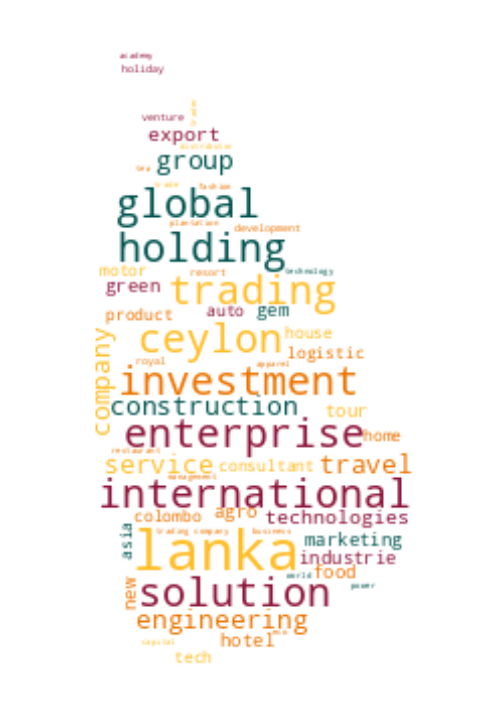 academy
holiday
trader
venture
export
distributor
group
tea
trade fashion
global
plantation
development
holding
motor resort technology
green trading
product auto gem
company
ceylon house
logistic
royal apparel
investment
construction tour
enterprise home
restaurant
service consultant travel
management
international
colombo agro technologies
asia
trading company business
lanka marketing
industrie
world food
new
solution power
engineering
hotel
capital
tech